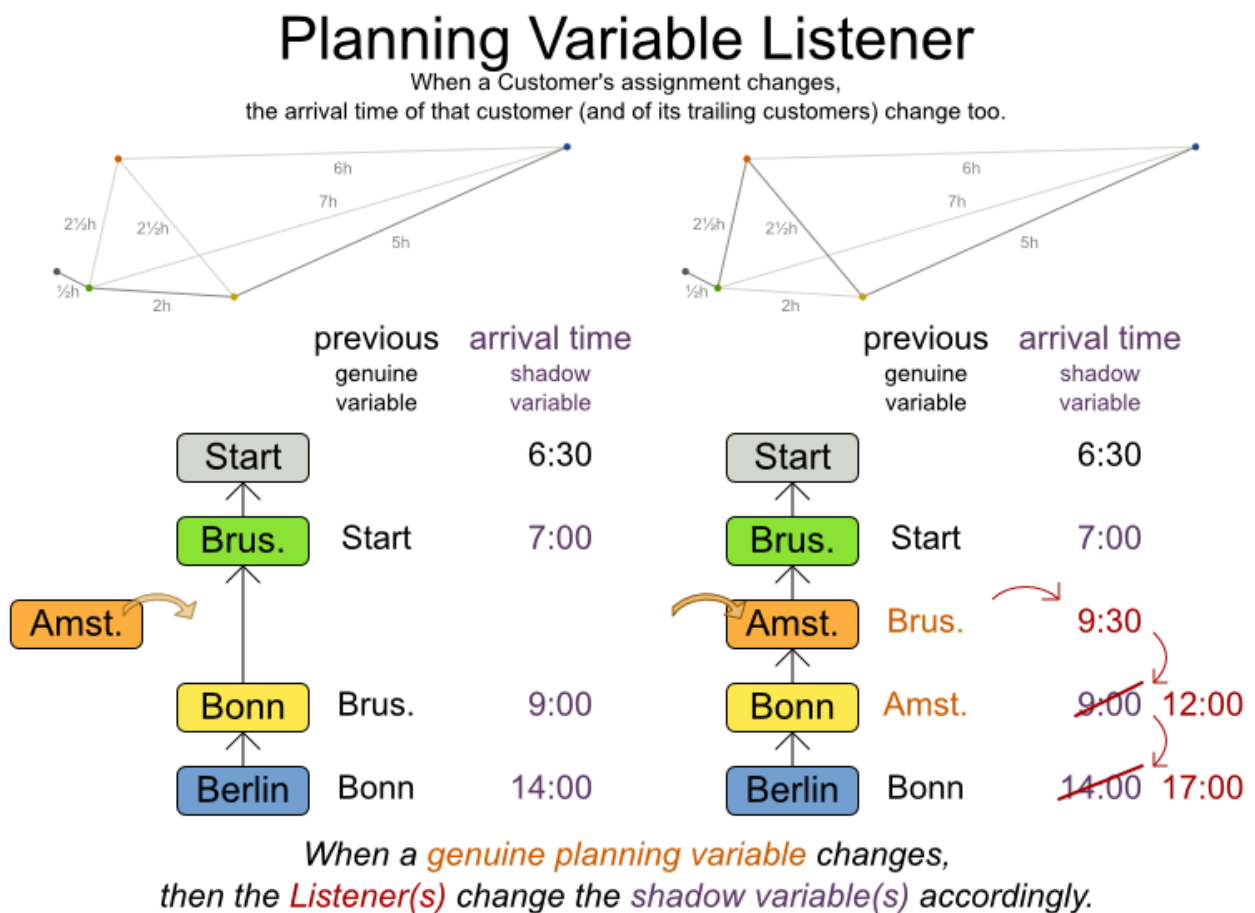 Planning Variable Listener
When a Customer's assignment changes,
the arrival time of that customer (and of its trailing customers) change too.
6h 6h
7h 7h
2½h 2½h 2½h 2½h
5h 5h
½h ½h
2h 2h
previous arrival time previous arrival time
genuine shadow genuine shadow
variable variable variable variable
Start 6:30 Start 6:30
Brus. Start 7:00 Brus. Start 7:00
Amst. Amst. Brus. 9:30
Bonn Brus. 9:00 Bonn Amst. 9:00 12:00
Berlin Bonn 14:00 Berlin Bonn 14:00 17:00
When a genuine planning variable changes,
then the Listener(s) change the shadow variable(s) accordingly.